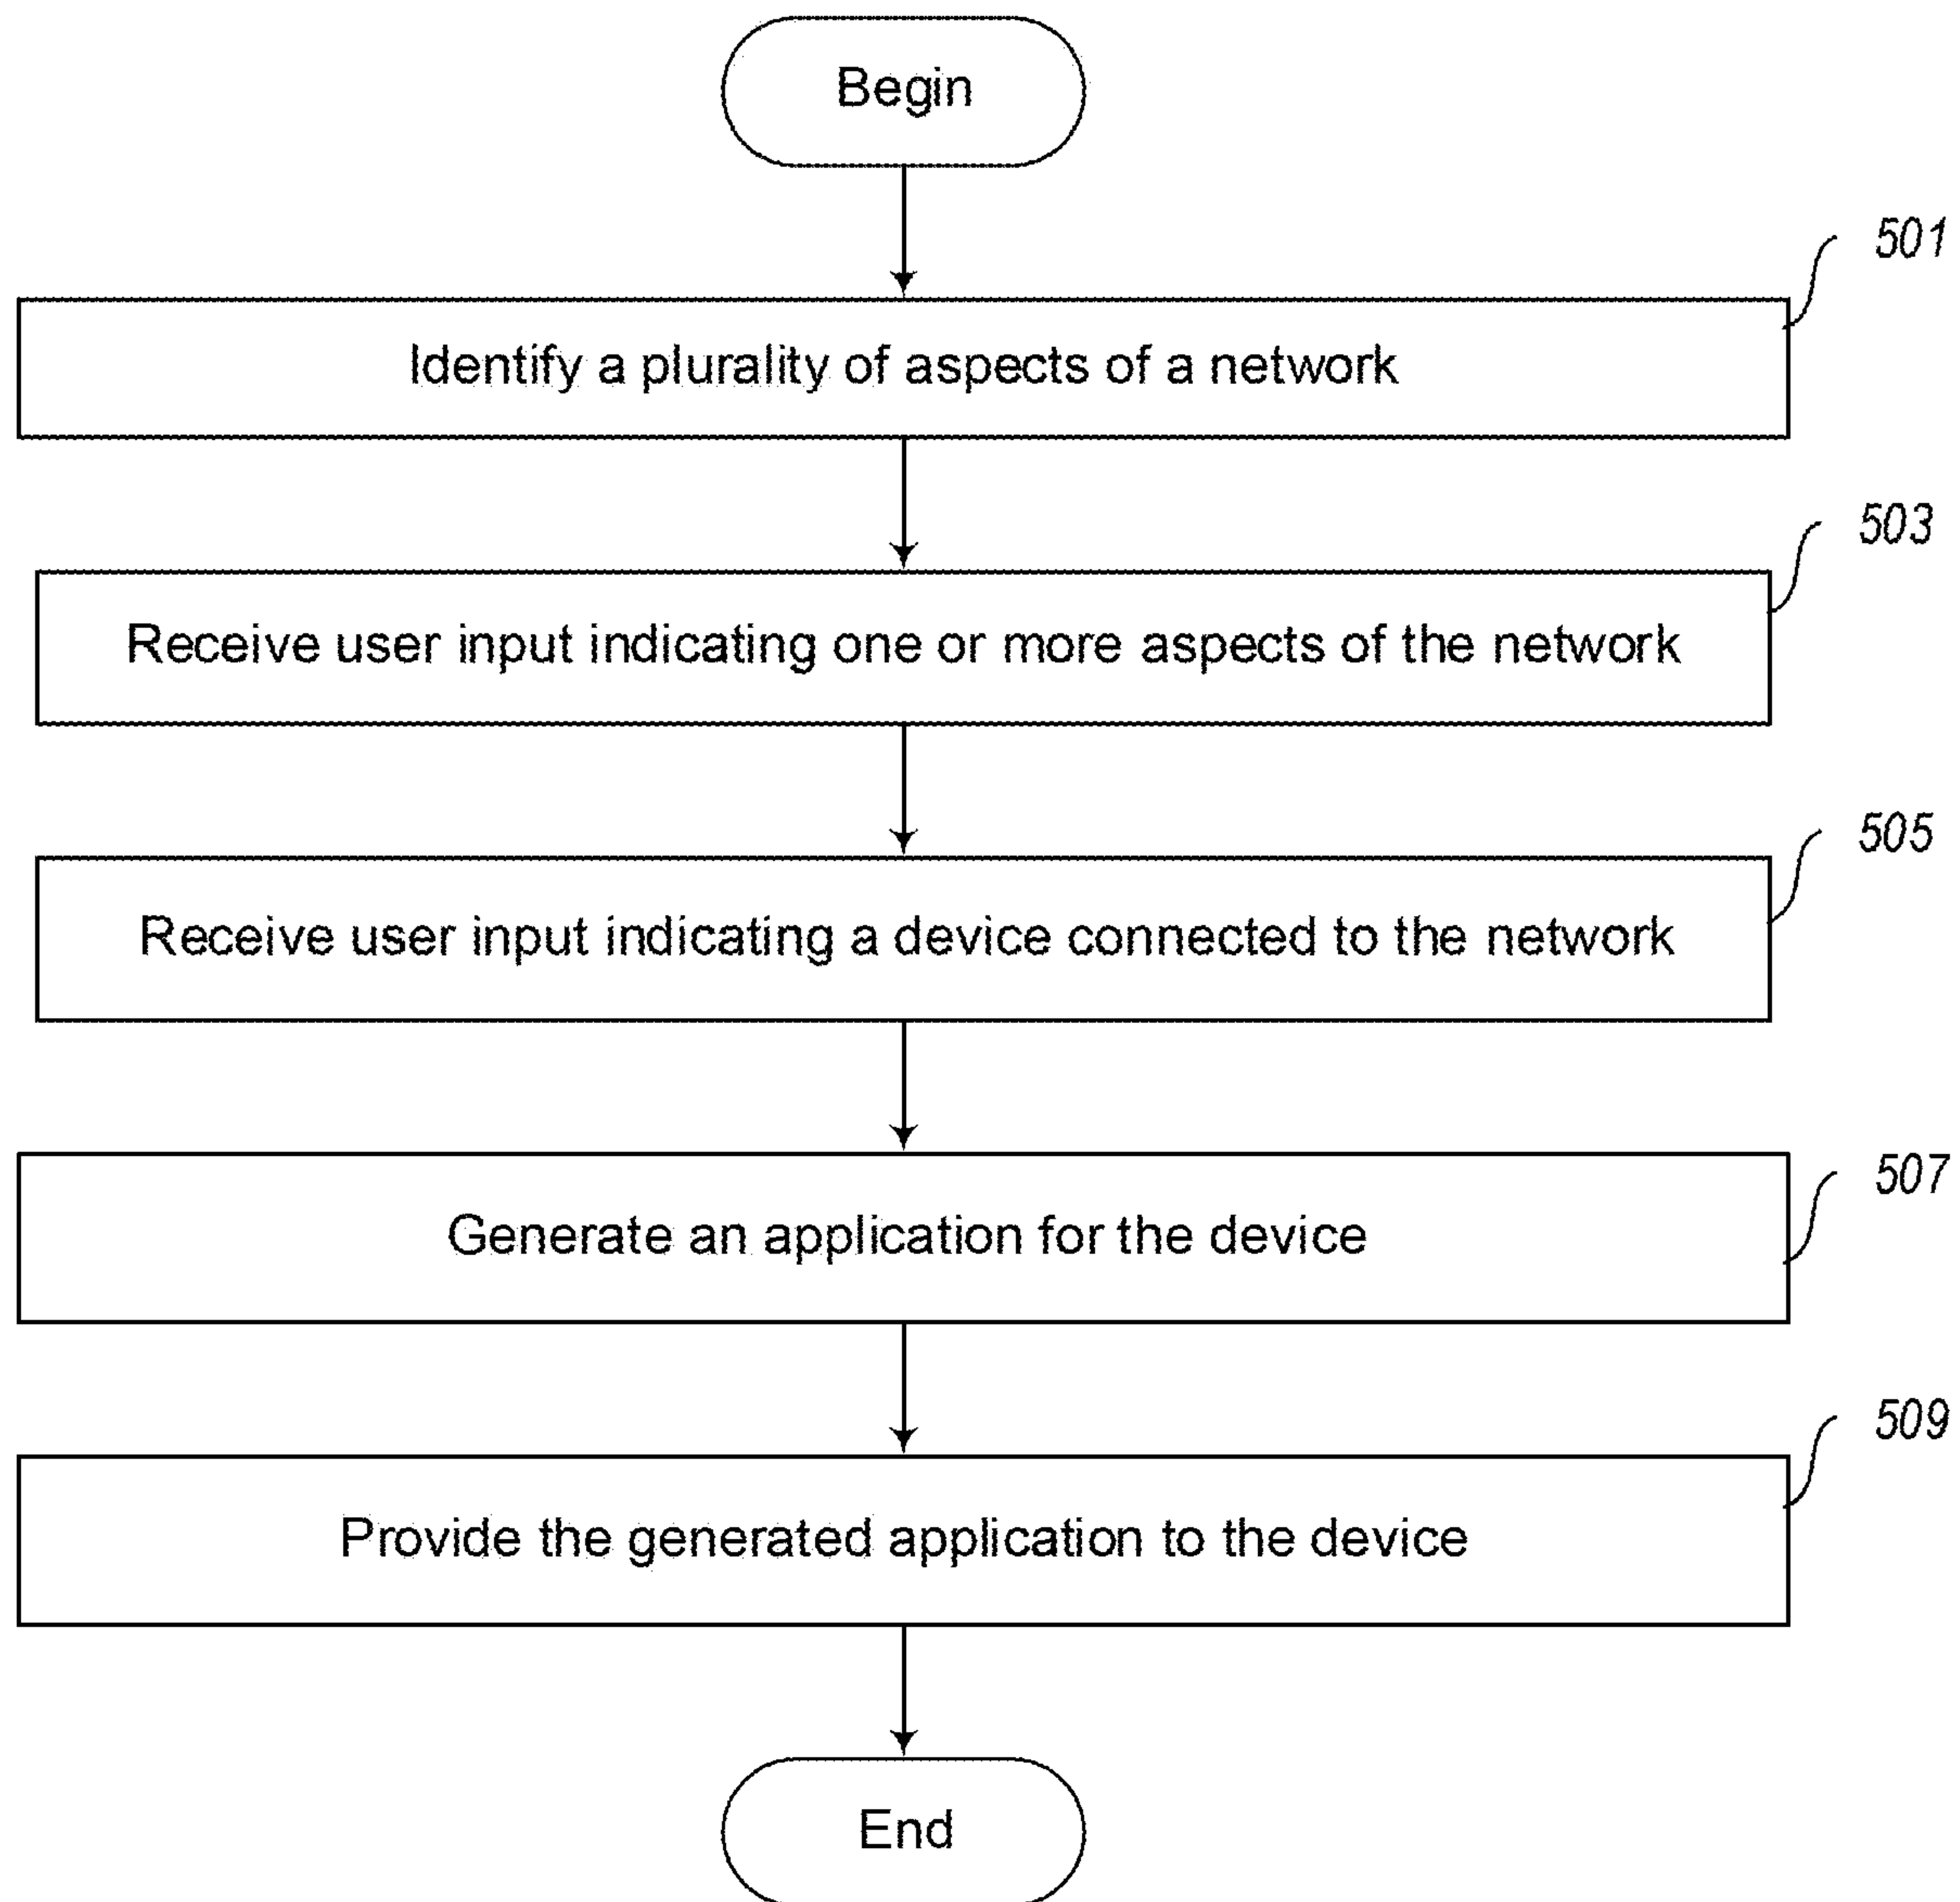 Begin
501
Identify a plurality of aspects of a network
503
Receive user input indicating one or more aspects of the network
505
Receive user input indicating a device connected to the network
507
Generate an application for the device
509
Provide the generated application to the device
End